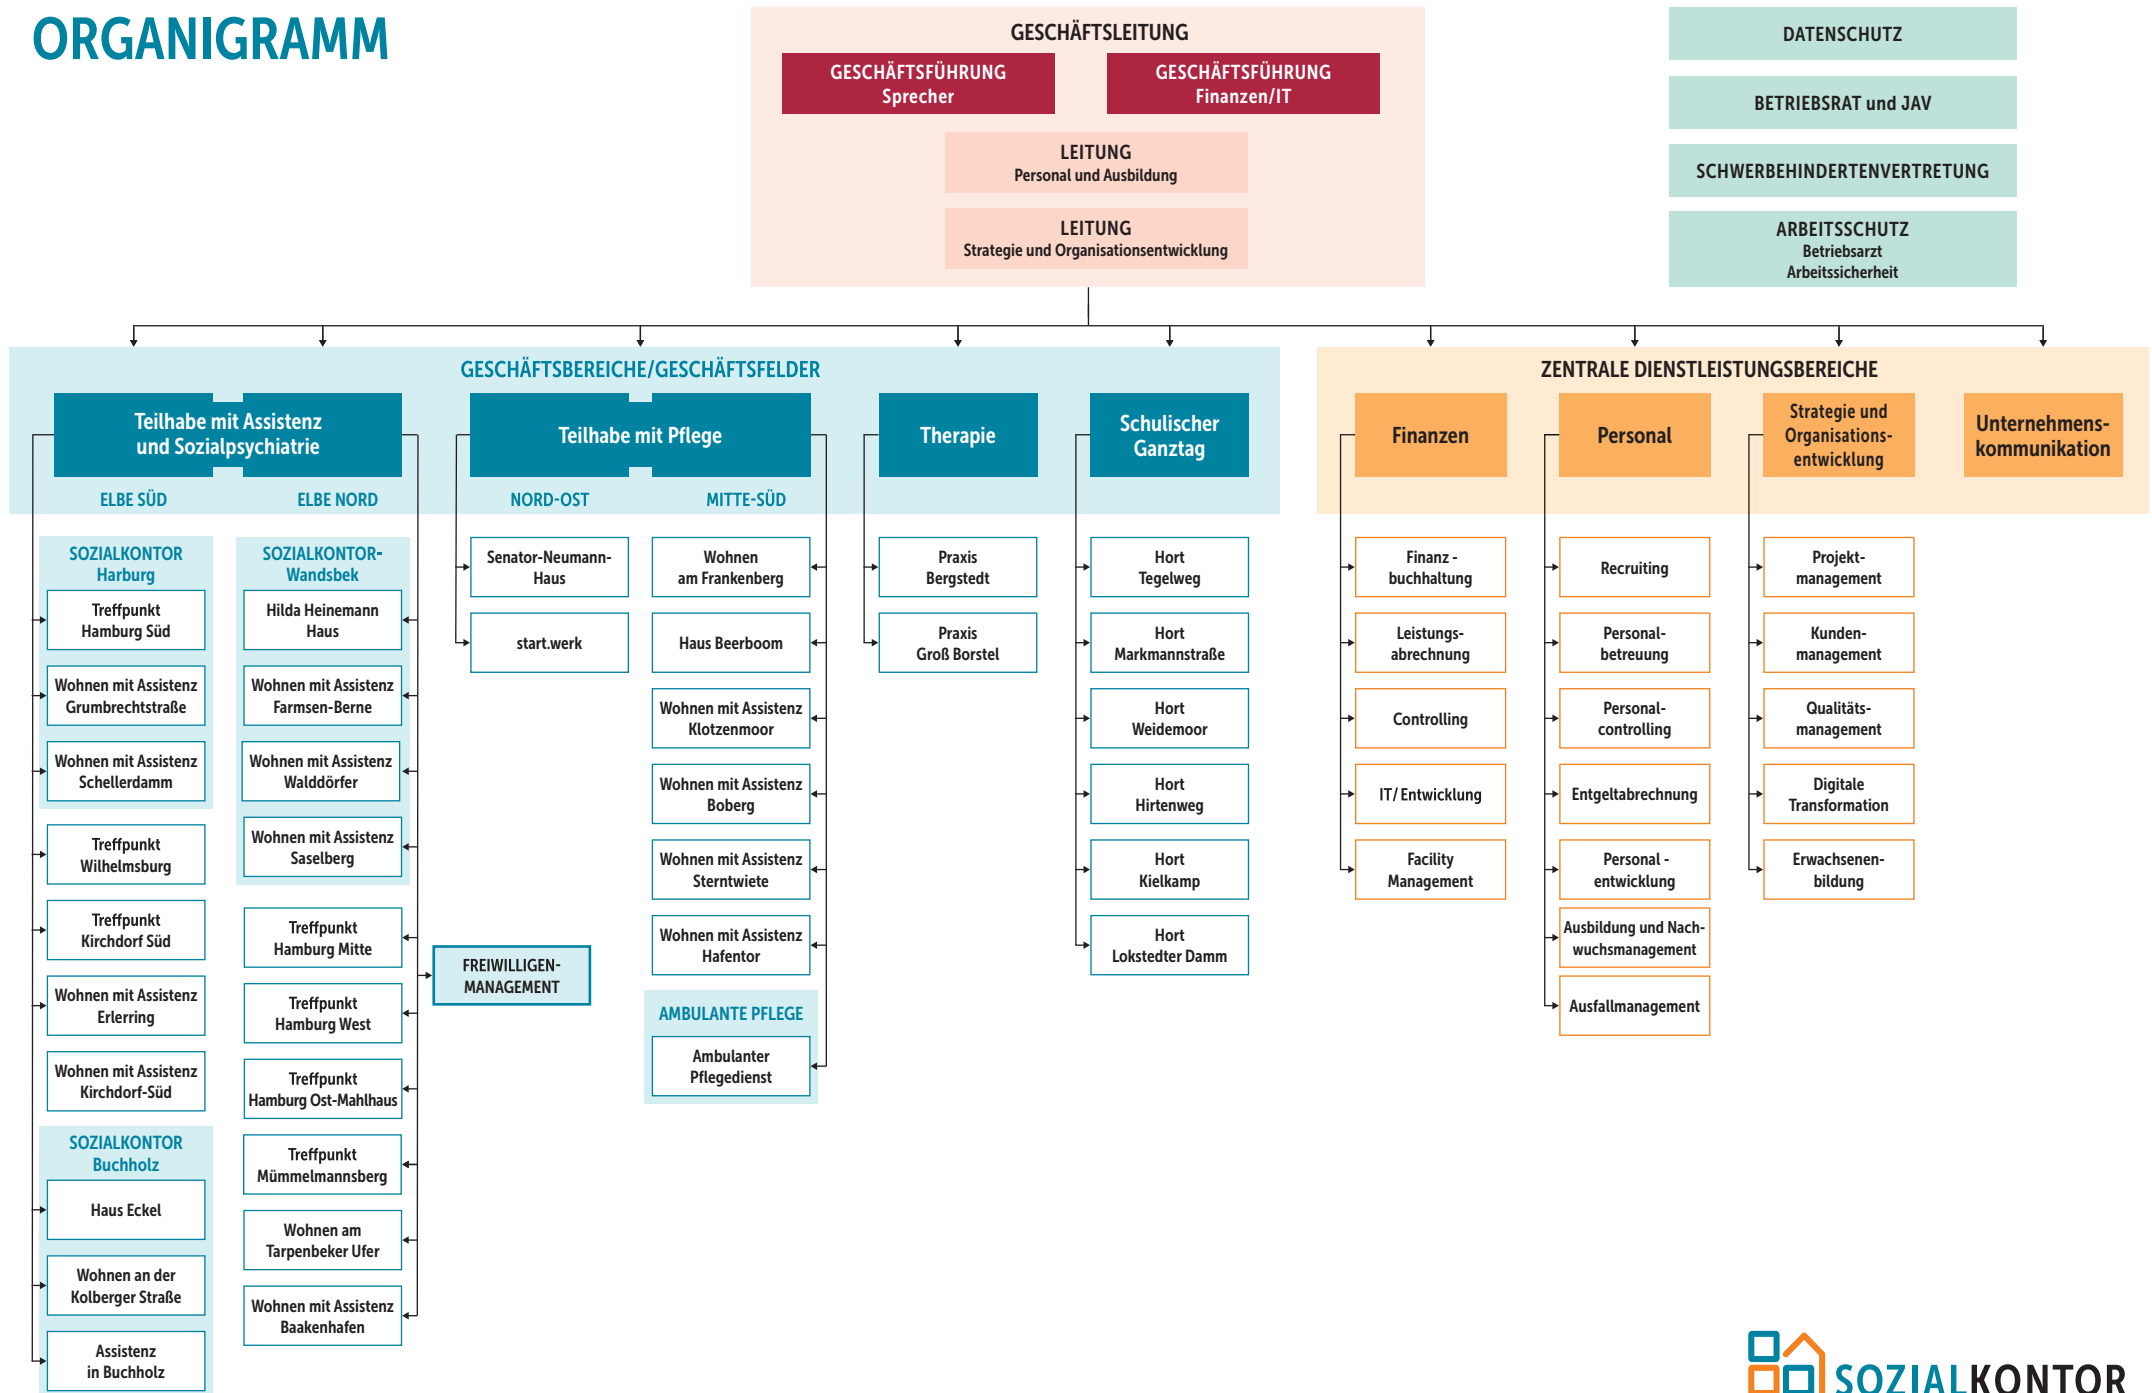 ORGANIGRAMM
GESCHÄFTSLEITUNG
GESCHÄFTSFÜHRUNG
Sprecher
GESCHÄFTSFÜHRUNG
Finanzen/IT
LEITUNG
Personal und Ausbildung
LEITUNG
Strategie und Organisationsentwicklung
DATENSCHUTZ
BETRIEBSRAT und JAV
SCHWERBEHINDERTENVERTRETUNG
ARBEITSSCHUTZ
Betriebsarzt
Arbeitssicherheit
GESCHÄFTSBEREICHE/GESCHÄFTSFELDER
Teilhabe mit Assistenz
und Sozialpsychiatrie
ELBE SÜD
ELBE NORD
Teilhabe mit Pflege
NORD-OST
MITTE-SÜD
Therapie
Schulischer
Ganztag
ZENTRALE DIENSTLEISTUNGSBEREICHE
Finanzen
Personal
Strategie und
Organisations-
entwicklung
Unternehmens-
kommunikation
SOZIALKONTOR
Harburg
Treffpunkt
Hamburg Süd
Wohnen mit Assistenz
Grumbrechtstraße
Wohnen mit Assistenz
Schellerdamm
Treffpunkt
Wilhelmsburg
Treffpunkt
Kirchdorf Süd
Wohnen mit Assistenz
Erlerring
Wohnen mit Assistenz
Kirchdorf-Süd
SOZIALKONTOR
Buchholz
Haus Eckel
Wohnen an der
Kolberger Straße
Assistenz
in Buchholz
SOZIALKONTOR-
Wandsbek
Hilda Heinemann
Haus
Wohnen mit Assistenz
Farmsen-Berne
Wohnen mit Assistenz
Walddörfer
Wohnen mit Assistenz
Saselberg
Treffpunkt
Hamburg Mitte
Treffpunkt
Hamburg West
Treffpunkt
Hamburg Ost-Mahlhaus
Treffpunkt
Mümmelmannsberg
Wohnen am
Tarpenbeker Ufer
Wohnen mit Assistenz
Baakenhafen
FREIWILLIGEN-
MANAGEMENT
Senator-Neumann-
Haus
start.werk
Wohnen
am Frankenberg
Haus Beerboom
Wohnen mit Assistenz
Klotzenmoor
Wohnen mit Assistenz
Boberg
Wohnen mit Assistenz
Sterntwiete
Wohnen mit Assistenz
Hafentor
AMBULANTE PFLEGE
Ambulanter
Pflegedienst
Praxis
Bergstedt
Praxis
Groß Borstel
Hort
Tegelweg
Hort
Markmannstraße
Hort
Weidemoor
Hort
Hirtenweg
Hort
Kielkamp
Hort
Lokstedter Damm
Finanz -
buchhaltung
Leistungs-
abrechnung
Controlling
IT/ Entwicklung
Facility
Management
Recruiting
Personal-
betreuung
Personal-
controlling
Entgeltabrechnung
Personal -
entwicklung
Ausbildung und Nach-
wuchsmanagement
Ausfallmanagement
Projekt-
management
Kunden-
management
Qualitäts-
management
Digitale
Transformation
Erwachsenen-
bildung
SOZIALKONTOR